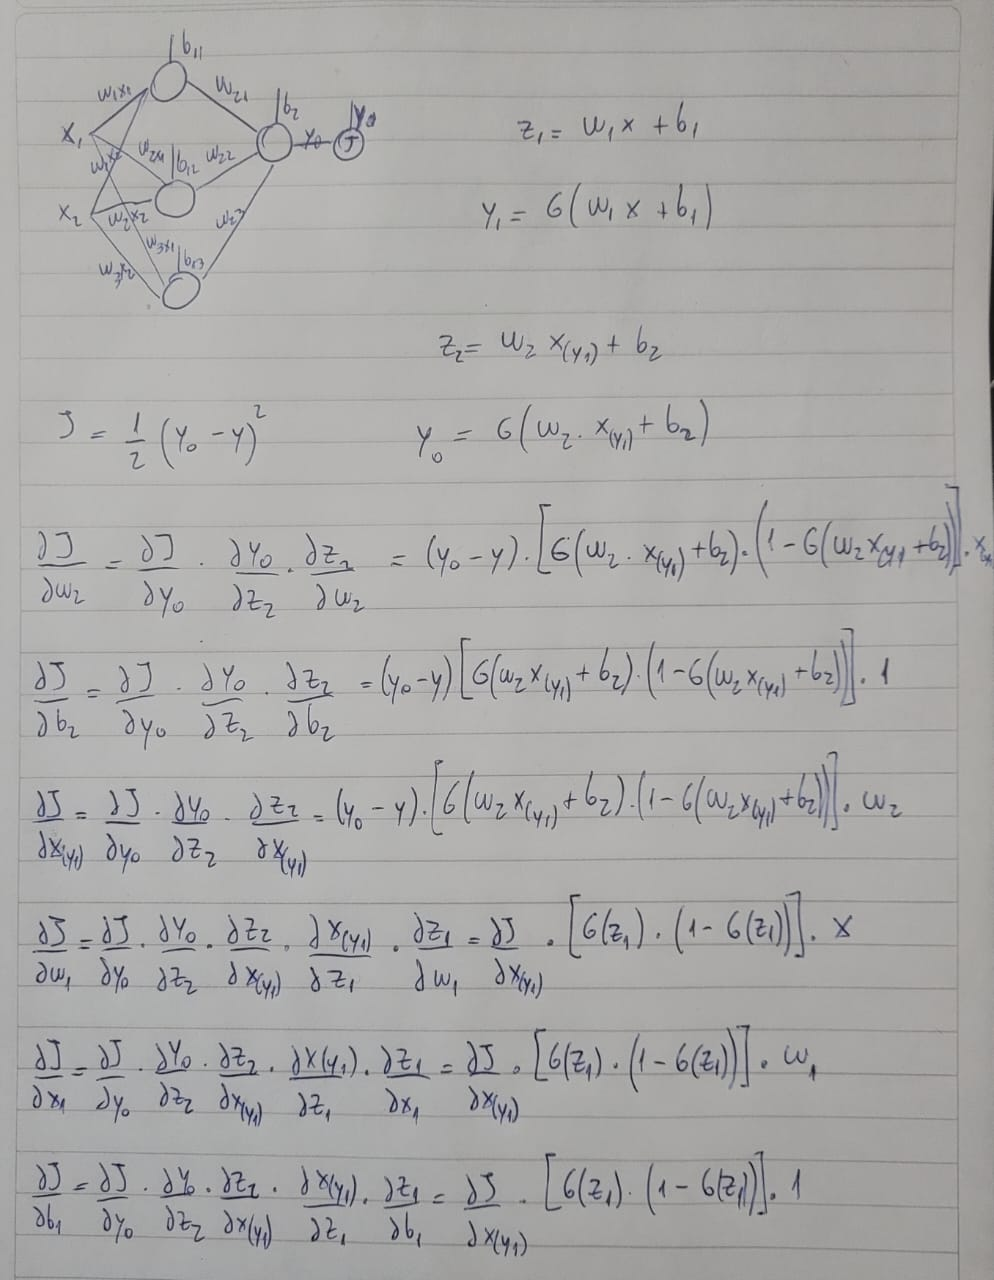 b11
w1x1 w21 b2 y0 J
x1 w2x1 b12 w22
x2 w2x2 w23
w3x1 b13
w3x2
z1 = w1 x + b1
y1 = 6(w1 x + b1)
z2 = w2 x(y1) + b2
J = 1/2 (y0 - y)^2
y0 = 6(w2 . x(y1) + b2)
∂J/∂w2 = ∂J/∂y0 . ∂y0/∂z2 . ∂z2/∂w2 = (y0 - y) . [6(w2 . x(y1) + b2) . (1 - 6(w2 x(y1) + b2))] . x(y1)
∂J/∂b2 = ∂J/∂y0 . ∂y0/∂z2 . ∂z2/∂b2 = (y0 - y) [6(w2 x(y1) + b2) . (1 - 6(w2 x(y1) + b2))] . 1
∂J/∂x(y1) = ∂J/∂y0 . ∂y0/∂z2 . ∂z2/∂x(y1) = (y0 - y) . [6(w2 x(y1) + b2) . (1 - 6(w2 x(y1) + b2))] . w2
∂J/∂w1 = ∂J/∂y0 . ∂y0/∂z2 . ∂z2/∂x(y1) . ∂x(y1)/∂z1 . ∂z1/∂w1 = ∂J/∂x(y1) . [6(z1) . (1 - 6(z1))] . x
∂J/∂x1 = ∂J/∂y0 . ∂y0/∂z2 . ∂z2/∂x(y1) . ∂x(y1)/∂z1 . ∂z1/∂x1 = ∂J/∂x(y1) . [6(z1) . (1 - 6(z1))] . w1
∂J/∂b1 = ∂J/∂y0 . ∂y0/∂z2 . ∂z2/∂x(y1) . ∂x(y1)/∂z1 . ∂z1/∂b1 = ∂J/∂x(y1) . [6(z1) . (1 - 6(z1))] . 1